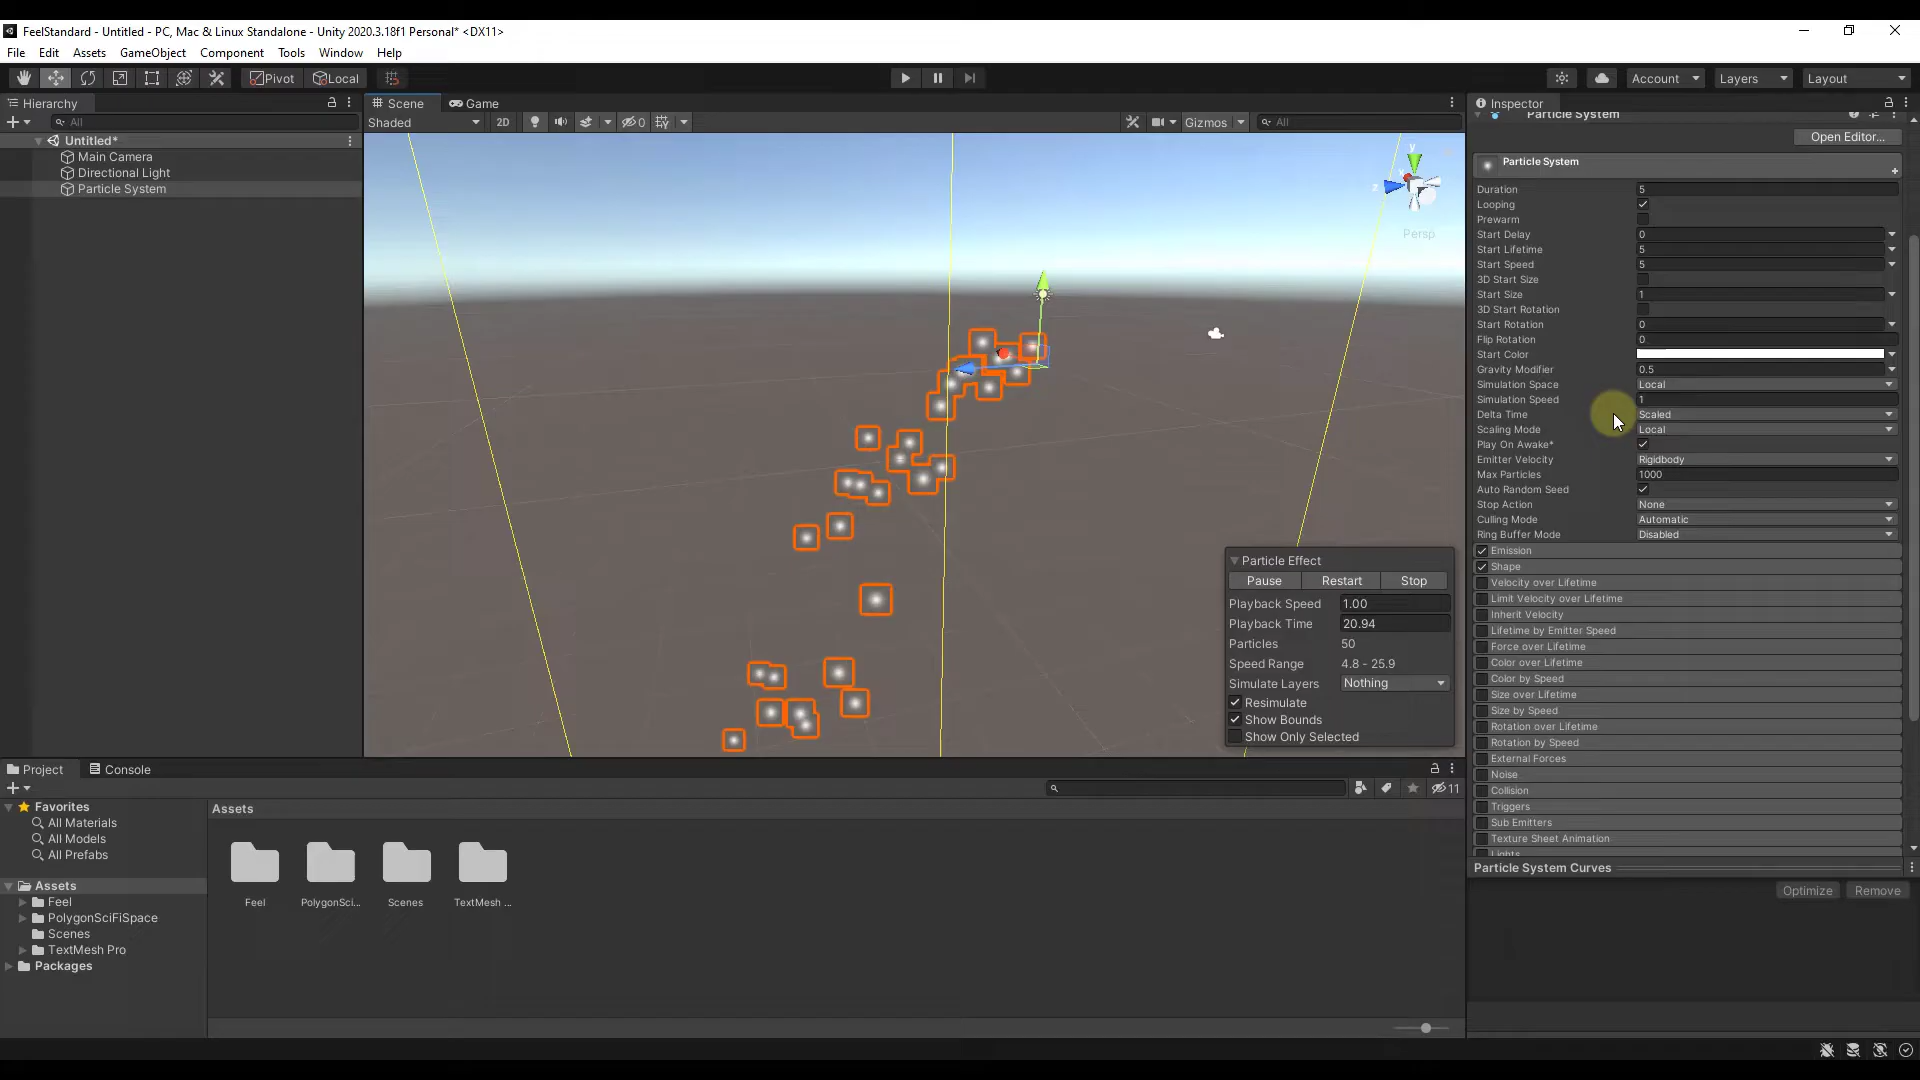 FeelStandard - Untitled - PC, Mac & Linux Standalone - Unity 2020.3.18f1 Personal* <DX11>
File Edit Assets GameObject Component Tools Window Help
Pivot Local Account Layers Layout
Hierarchy
All
Untitled*
Main Camera
Directional Light
Particle System
Scene Game
Shaded 2D 0 Gizmos All
y
x
z
Persp
Particle Effect
Pause Restart Stop
Playback Speed 1.00
Playback Time 20.94
Particles 50
Speed Range 4.8 - 25.9
Simulate Layers Nothing
Resimulate
Show Bounds
Show Only Selected
Inspector
Particle System
Open Editor...
Particle System
Duration 5
Looping
Prewarm
Start Delay 0
Start Lifetime 5
Start Speed 5
3D Start Size
Start Size 1
3D Start Rotation
Start Rotation 0
Flip Rotation 0
Start Color
Gravity Modifier 0.5
Simulation Space Local
Simulation Speed 1
Delta Time Scaled
Scaling Mode Local
Play On Awake*
Emitter Velocity Rigidbody
Max Particles 1000
Auto Random Seed
Stop Action None
Culling Mode Automatic
Ring Buffer Mode Disabled
Emission
Shape
Velocity over Lifetime
Limit Velocity over Lifetime
Inherit Velocity
Lifetime by Emitter Speed
Force over Lifetime
Color over Lifetime
Color by Speed
Size over Lifetime
Size by Speed
Rotation over Lifetime
Rotation by Speed
External Forces
Noise
Collision
Triggers
Sub Emitters
Texture Sheet Animation
Lights
Particle System Curves
Optimize Remove
Project Console
11
Favorites
All Materials
All Models
All Prefabs
Assets
Feel
PolygonSciFiSpace
Scenes
TextMesh Pro
Packages
Assets
Feel PolygonSci... Scenes TextMesh ...